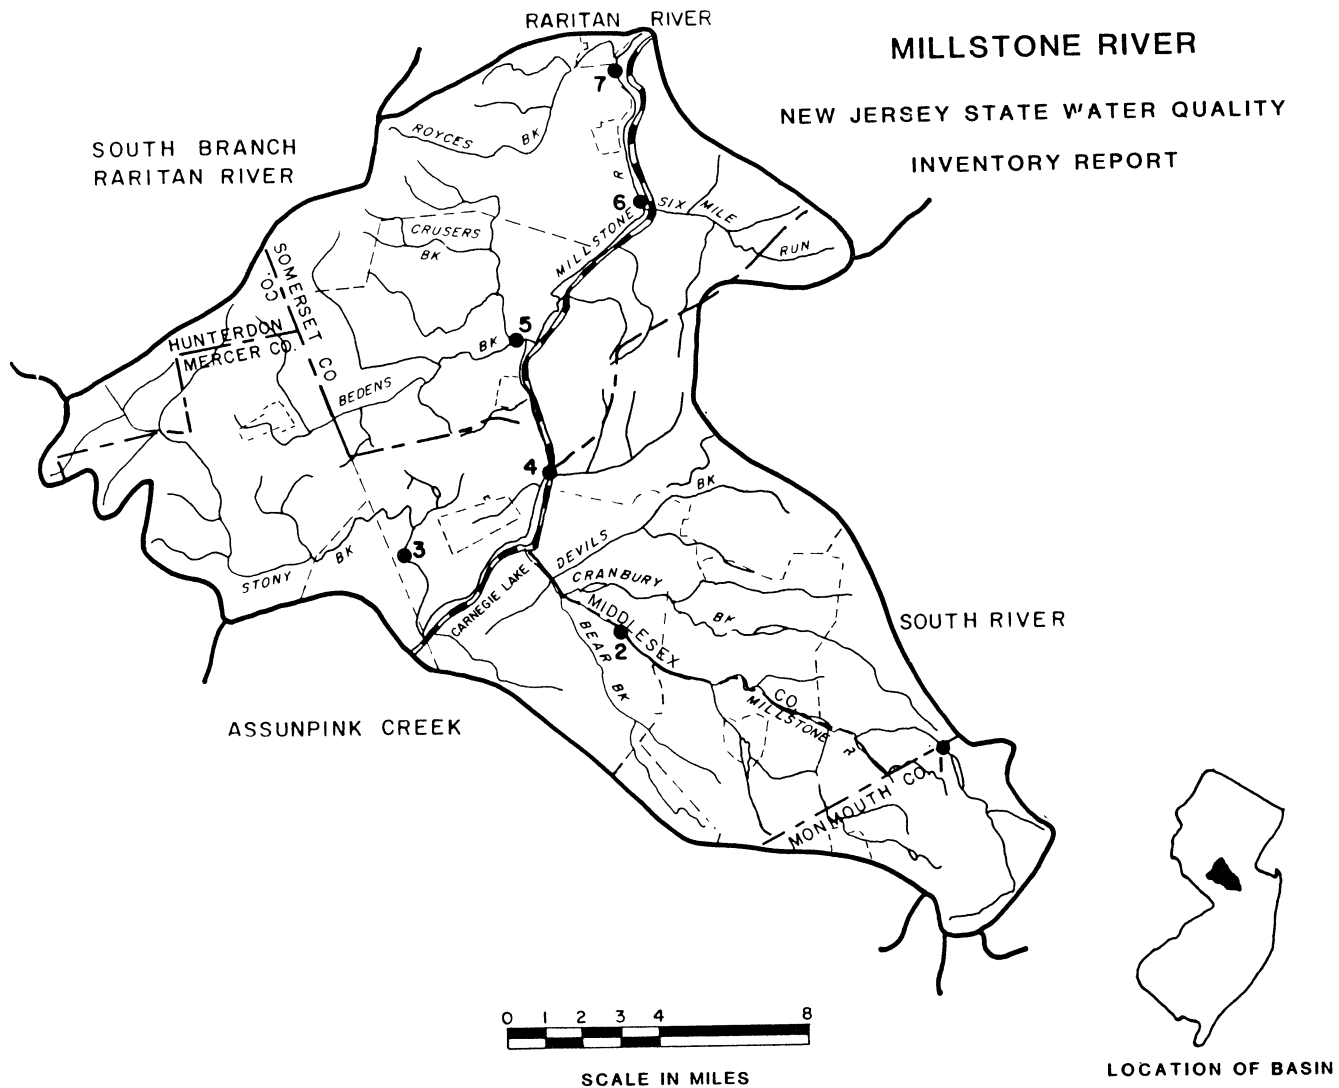 RARITAN RIVER
MILLSTONE RIVER
NEW JERSEY STATE WATER QUALITY
INVENTORY REPORT
SOUTH BRANCH
RARITAN RIVER
7
ROYCES BK
R
6
SIX MILE
RUN
MILLSTONE
CRUSERS
BK
SOMERSET CO
CO.
HUNTERDON
MERCER CO.
5
BK
BEDENS
4
BK
DEVILS
3
STONY BK
CARNEGIE LAKE
CRANBURY
BK
MIDDLESEX
CO
2
BEAR
BK
MILLSTONE
R
MONMOUTH CO
SOUTH RIVER
ASSUNPINK CREEK
0 1 2 3 4 8
SCALE IN MILES
LOCATION OF BASIN